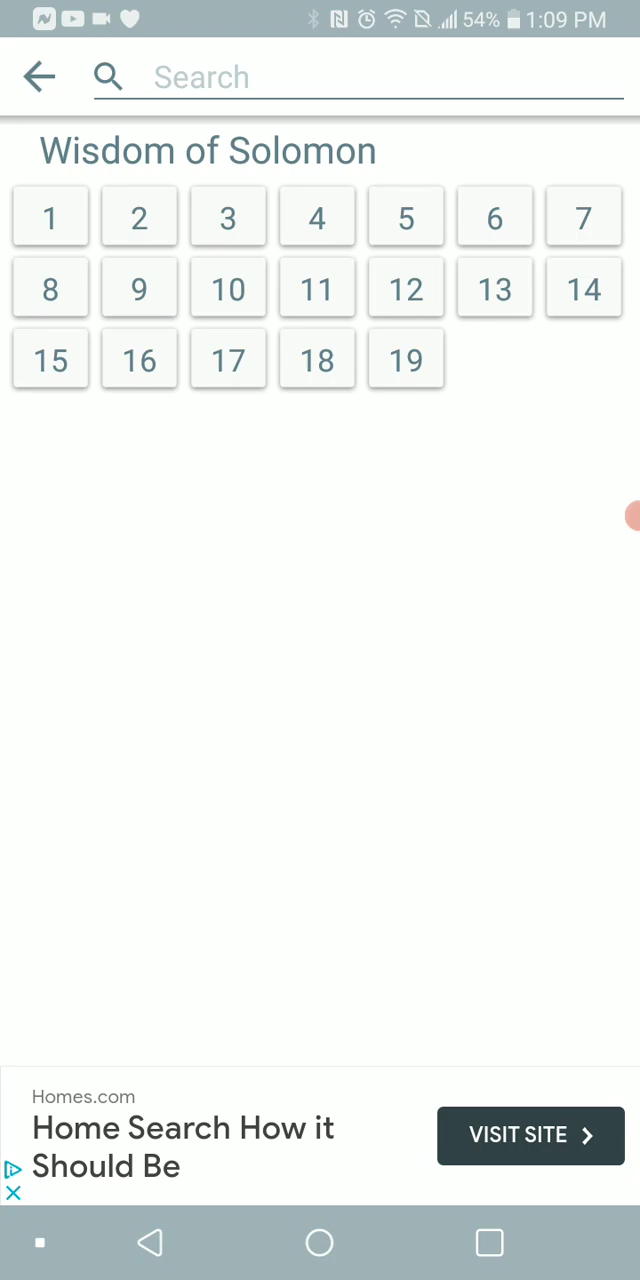 54% 1:09 PM
Search
Wisdom of Solomon
1 2 3 4 5 6 7
8 9 10 11 12 13 14
15 16 17 18 19
Homes.com
Home Search How it
Should Be
VISIT SITE